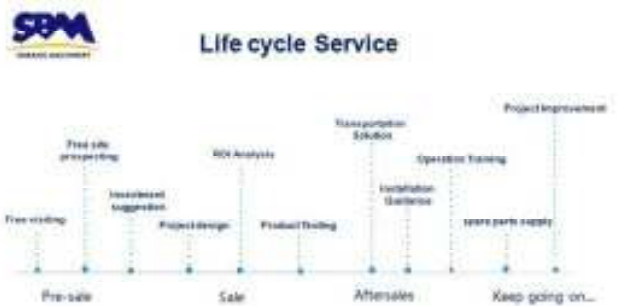 SBM
Life cycle Service
Project Improvement
Transportation
Solution
Free site
prospecting
ROI Analysis
Operation Training
Investment
suggestion
Installation
Guidance
Free visiting
Project design
Product Testing
spare parts supply
Pre-sale
Sale
Aftersales
Keep going on...